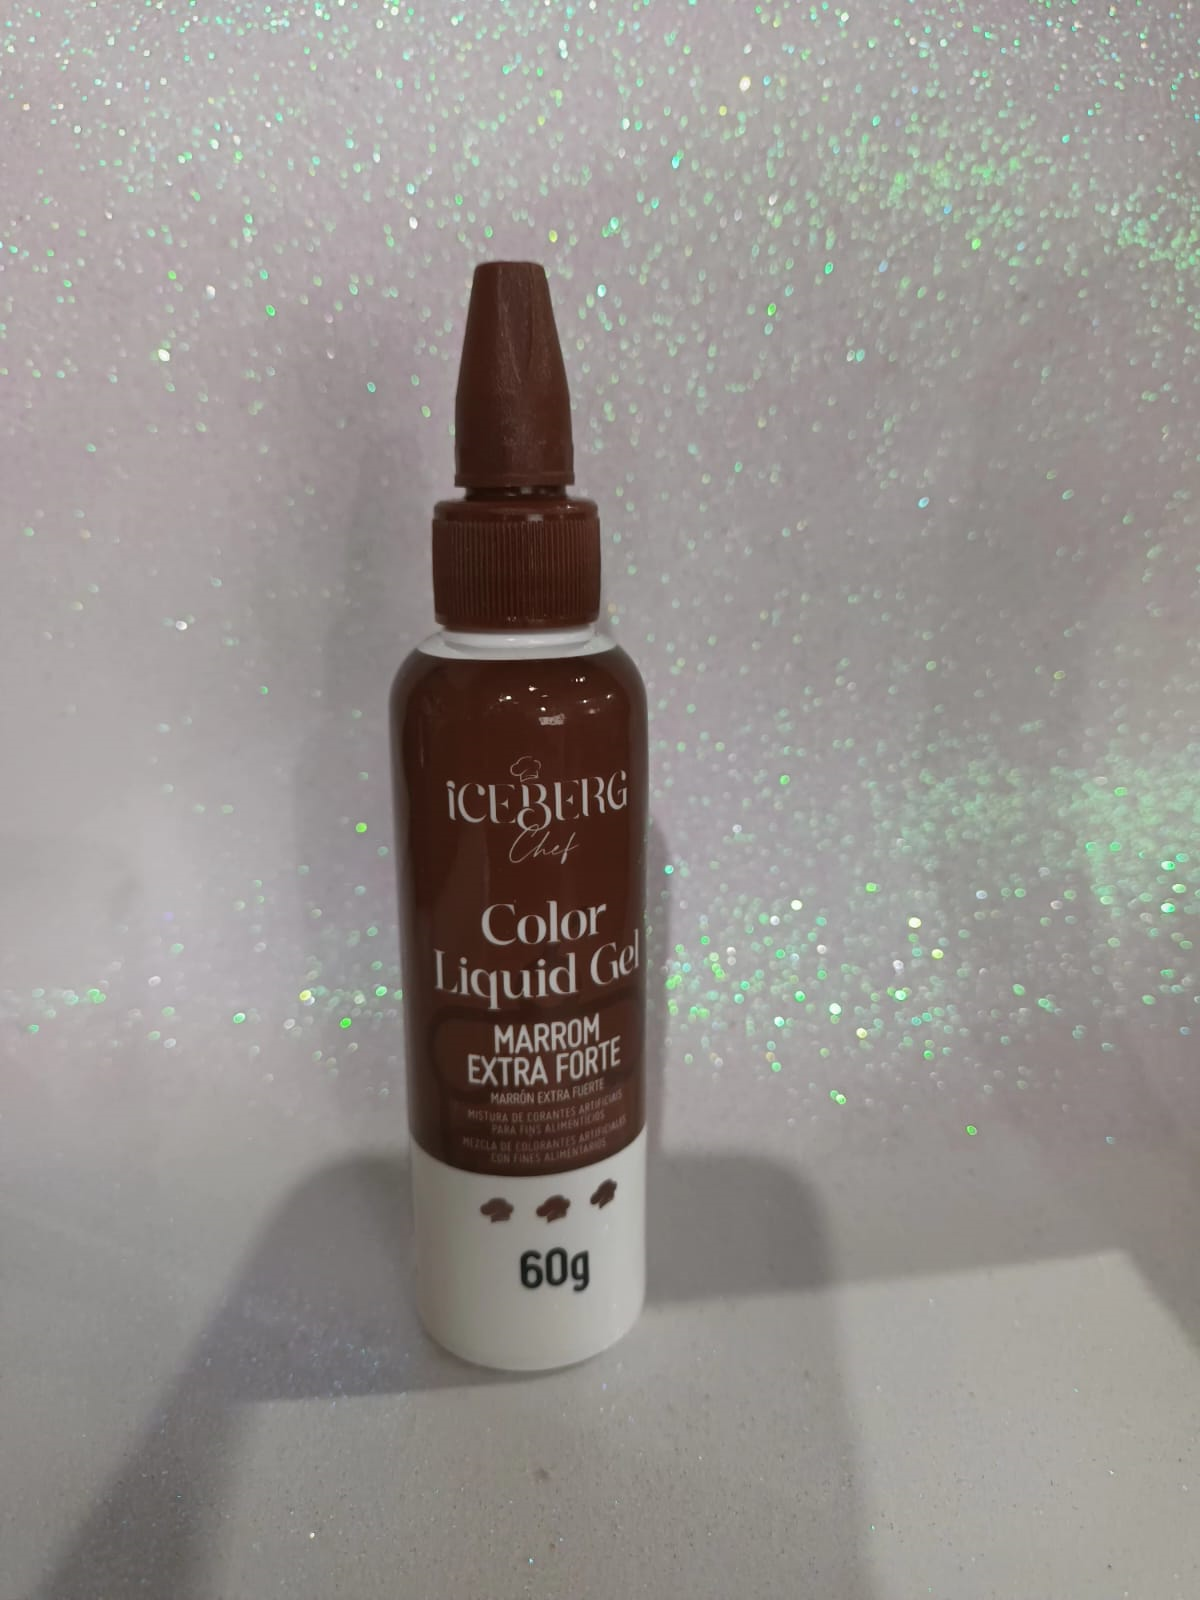 iCEBERG
Chef
Color
Liquid Gel
MARROM
EXTRA FORTE
MARRÓN EXTRA FUERTE
MISTURA DE CORANTES ARTIFICIAIS
PARA FINS ALIMENTÍCIOS
MEZCLA DE COLORANTES ARTIFICIALES
CON FINES ALIMENTARIOS
60g